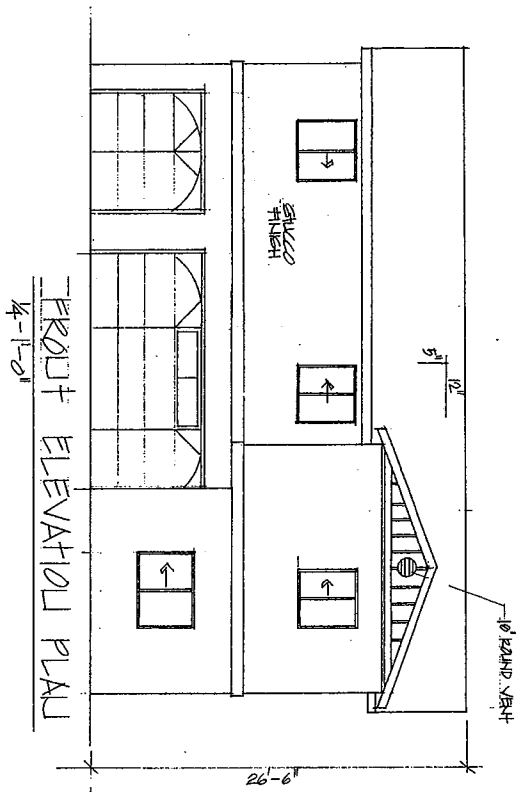 STUCCO
FINISH
12"
5"
10" ROUND VENT
26'-6"
FRONT ELEVATION PLAN
1/4-1'-0"